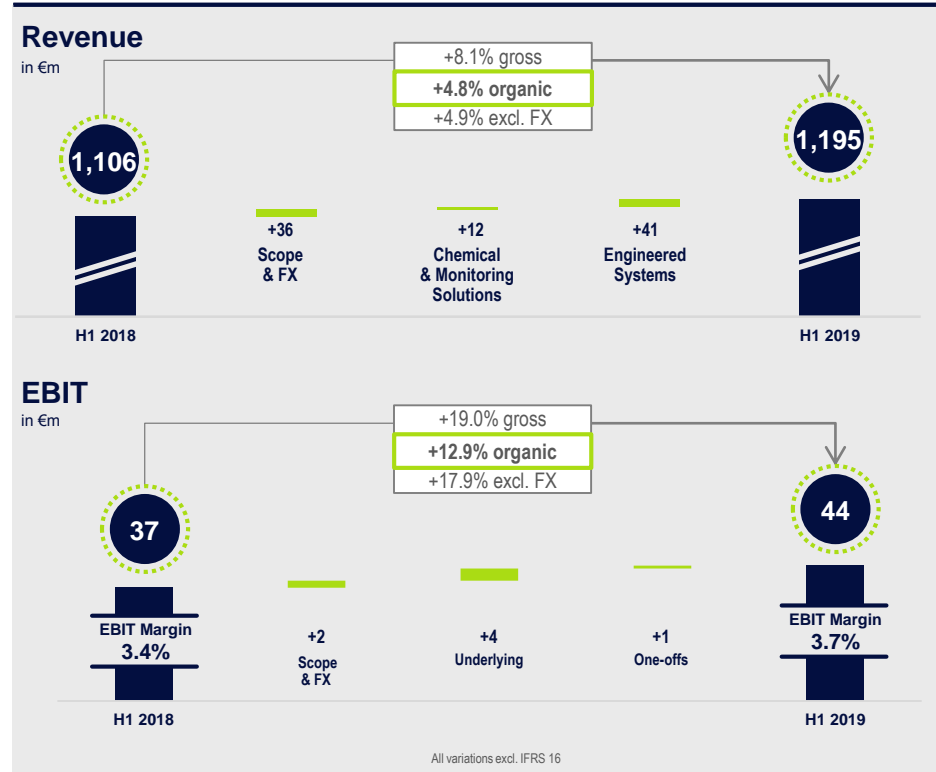 Revenue
in €m
+8.1% gross
+4.8% organic
+4.9% excl. FX
1,106
1,195
+36
Scope
& FX
+12
Chemical
& Monitoring
Solutions
+41
Engineered
Systems
H1 2018
H1 2019
EBIT
in €m
+19.0% gross
+12.9% organic
+17.9% excl. FX
37
44
EBIT Margin
3.4%
+2
Scope
& FX
+4
Underlying
+1
One-offs
EBIT Margin
3.7%
H1 2018
H1 2019
All variations excl. IFRS 16